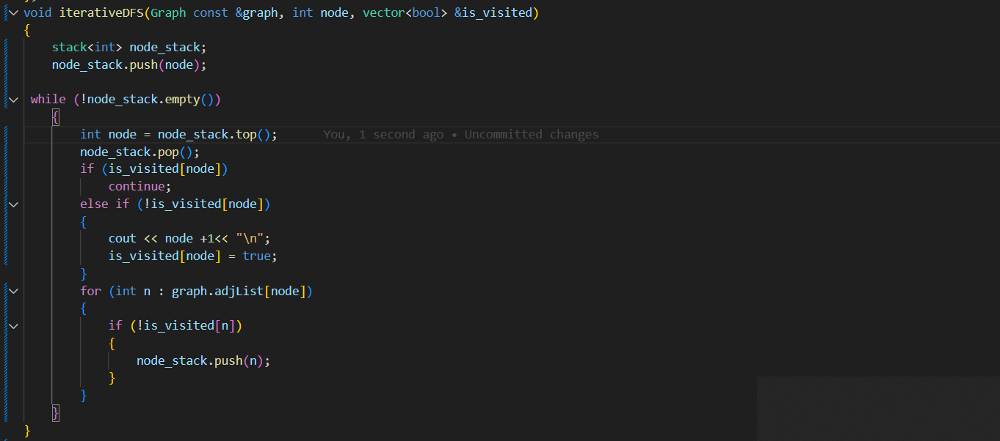 void iterativeDFS(Graph const &graph, int node, vector<bool> &is_visited)
{
    stack<int> node_stack;
    node_stack.push(node);
 while (!node_stack.empty())
    {
        int node = node_stack.top();       You, 1 second ago • Uncommitted changes
        node_stack.pop();
        if (is_visited[node])
            continue;
        else if (!is_visited[node])
        {
            cout << node +1<< "\n";
            is_visited[node] = true;
        }
        for (int n : graph.adjList[node])
        {
            if (!is_visited[n])
            {
                node_stack.push(n);
            }
        }
    }
}